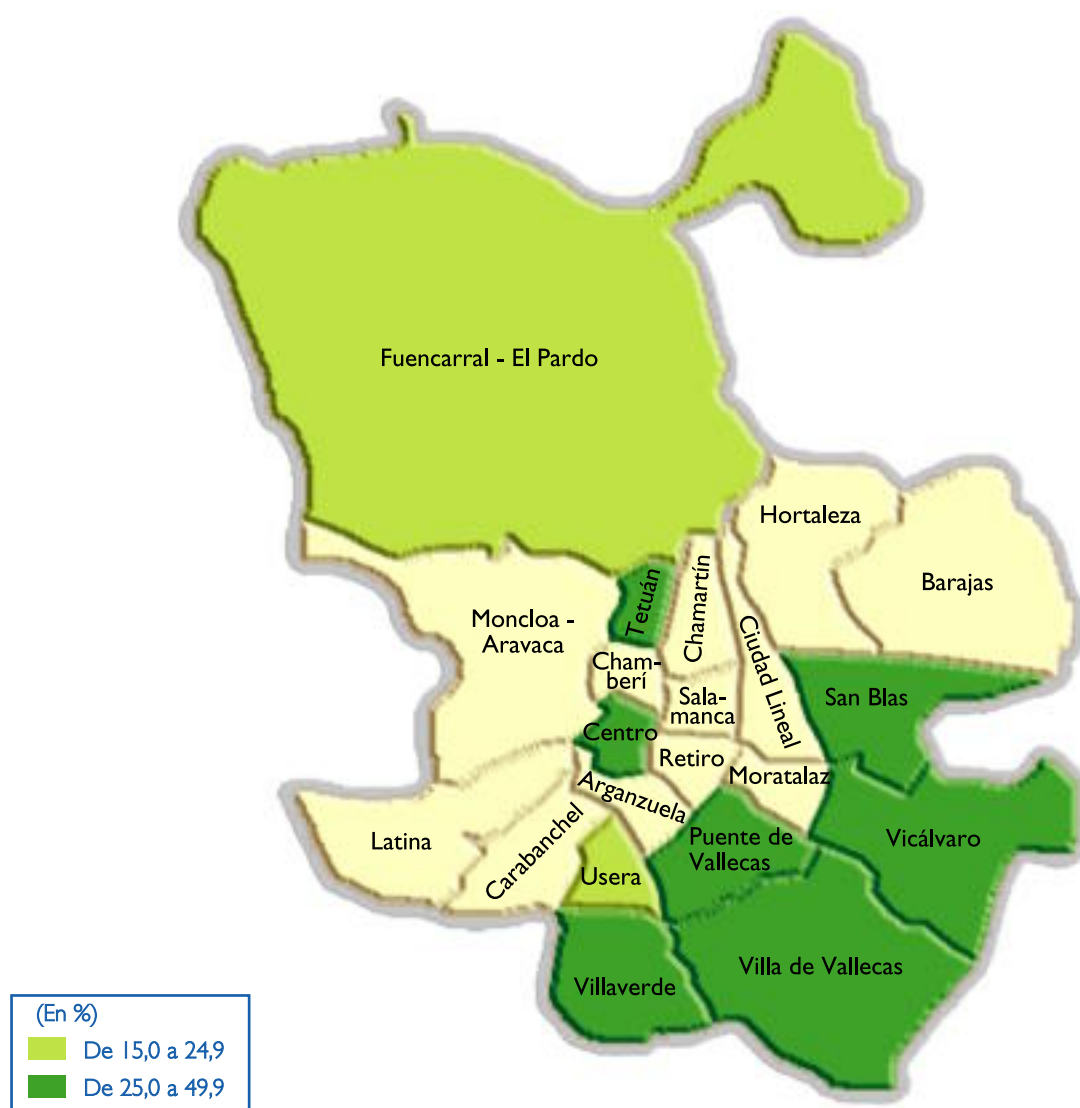 Fuencarral - El Pardo
Hortaleza
Barajas
Tetuán
Chamartín
Moncloa -
Aravaca
Ciudad Lineal
Cham-
berí
Sala-
manca
San Blas
Centro
Retiro
Moratalaz
Arganzuela
Latina
Carabanchel
Usera
Puente de
Vallecas
Vicálvaro
Villaverde
Villa de Vallecas
(En %)
De 15,0 a 24,9
De 25,0 a 49,9